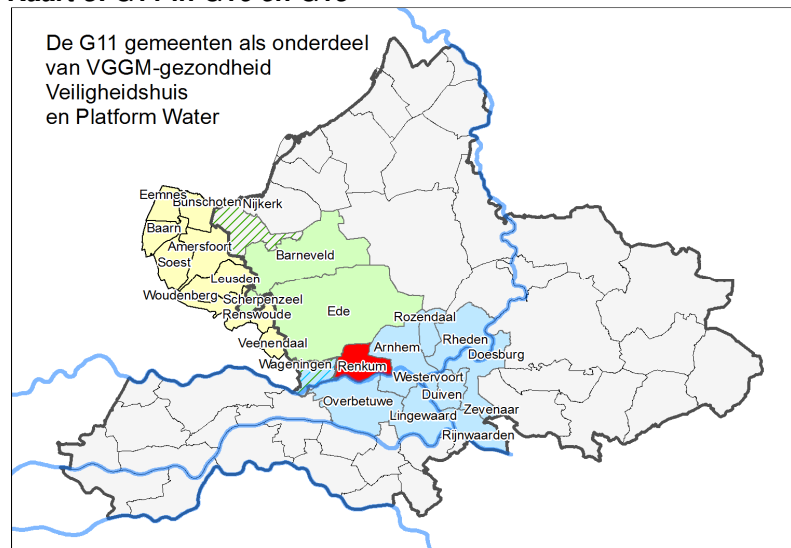 De G11 gemeenten als onderdeel
van VGGM-gezondheid
Veiligheidshuis
en Platform Water
Eemnes
Bunschoten
Nijkerk
Baarn
Amersfoort
Soest
Barneveld
Leusden
Woudenberg
Scherpenzeel
Renswoude
Ede
Rozendaal
Veenendaal
Arnhem
Rheden
Doesburg
Wageningen
Renkum
Westervoort
Duiven
Overbetuwe
Lingewaard
Zevenaar
Rijnwaarden